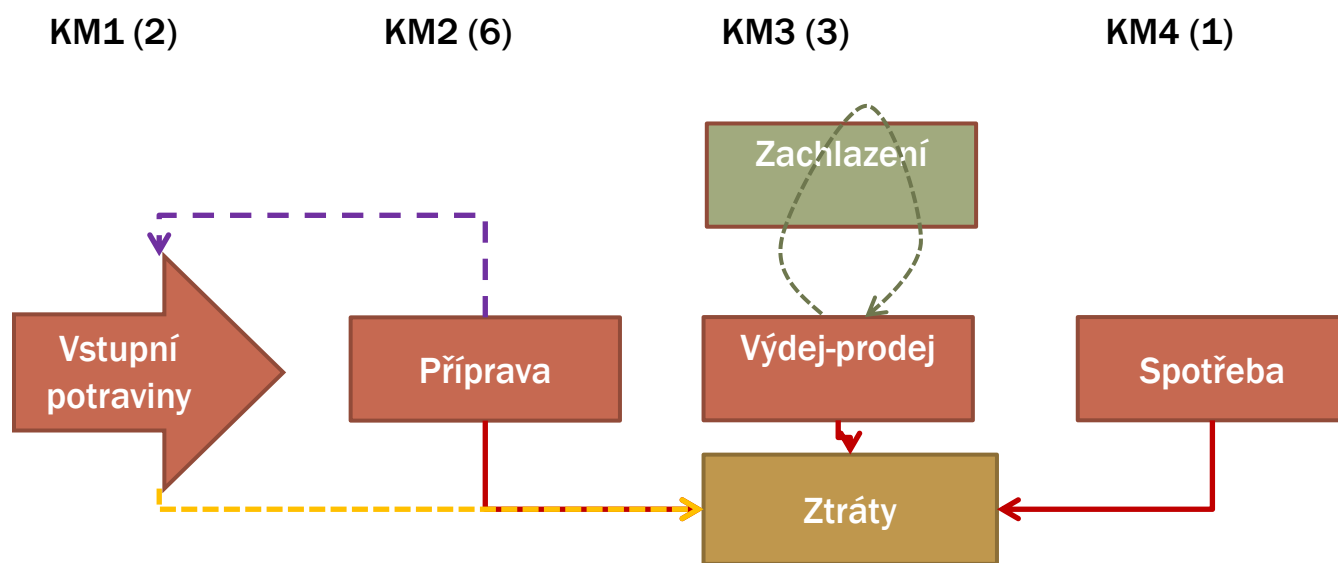 KM1 (2)
KM2 (6)
KM3 (3)
KM4 (1)
Zachlazení
Vstupní
potraviny
Příprava
Výdej-prodej
Spotřeba
Ztráty